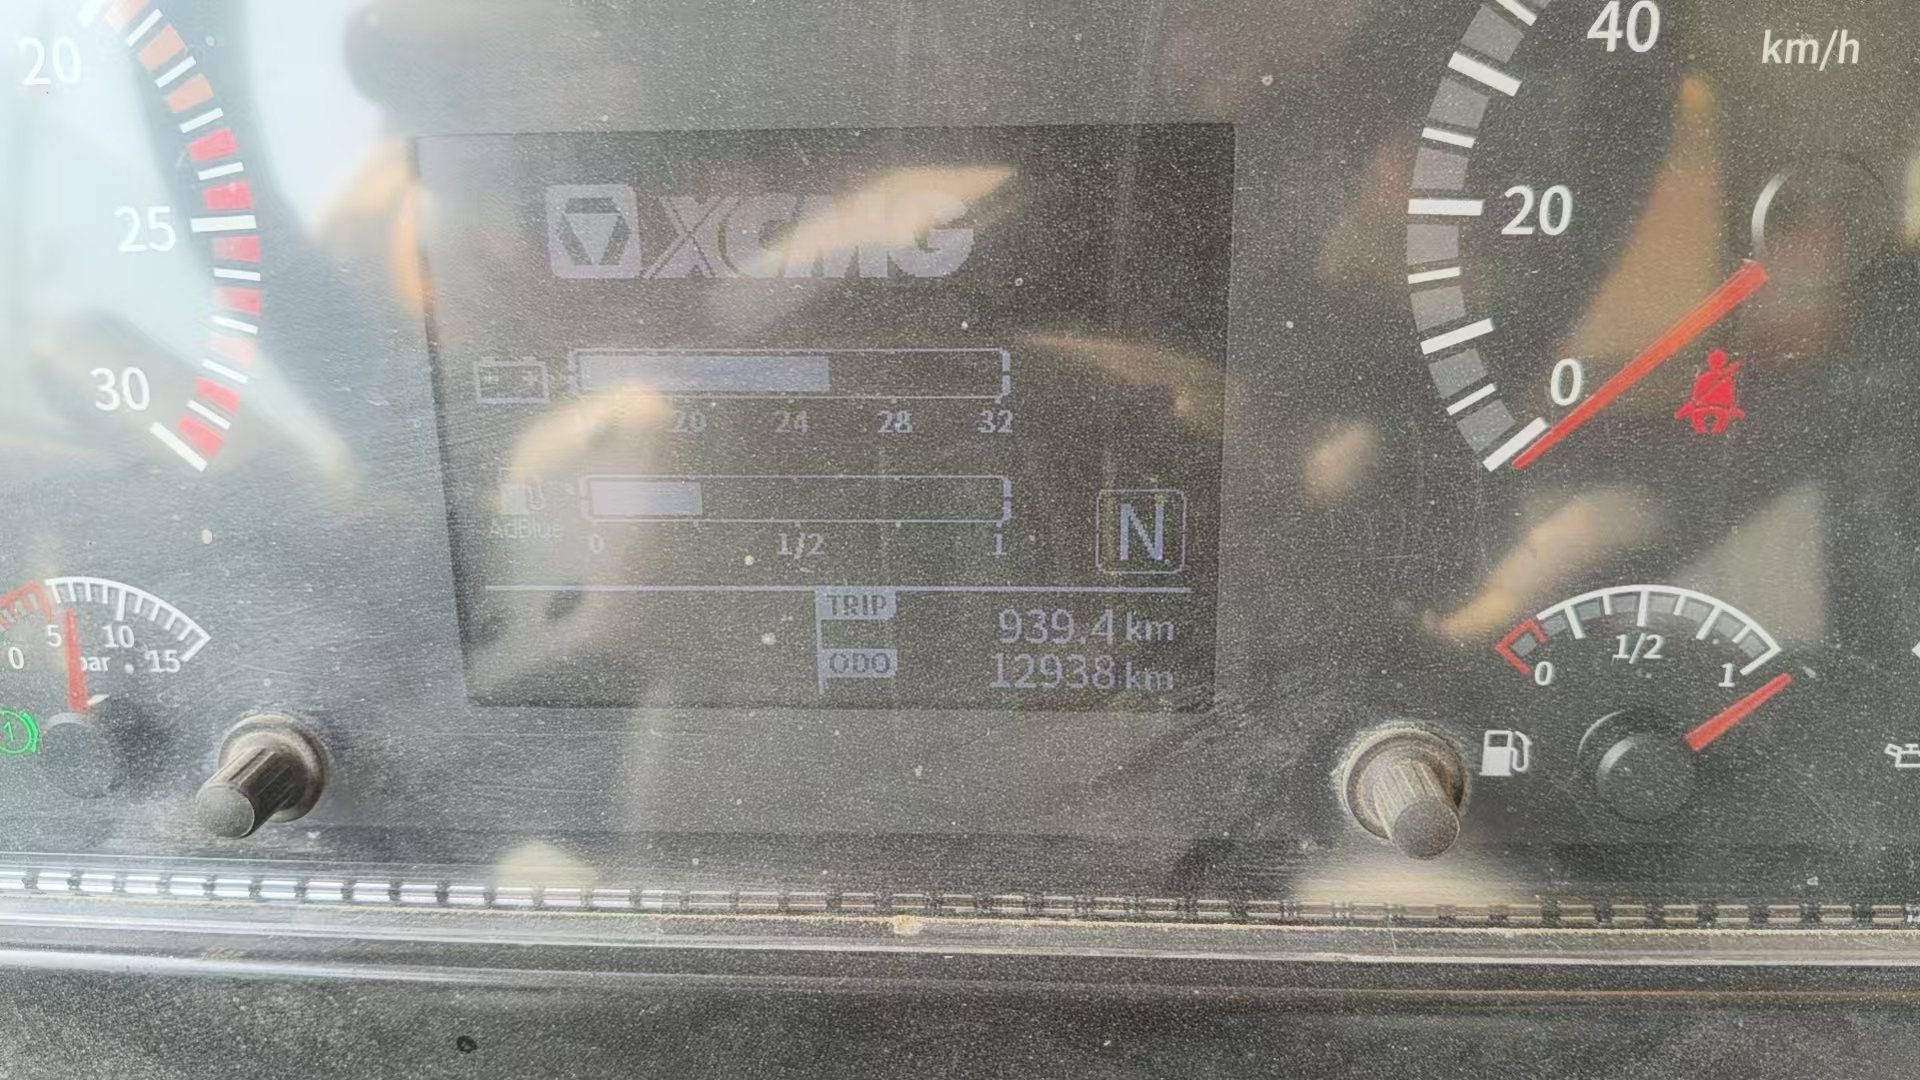 20
25
30
40
km/h
20
0
XCMG
20 24 28 32
AdBlue
0 1/2 1
N
TRIP 939.4 km
ODO 12938 km
0 5 10 15
bar
0 1/2 1